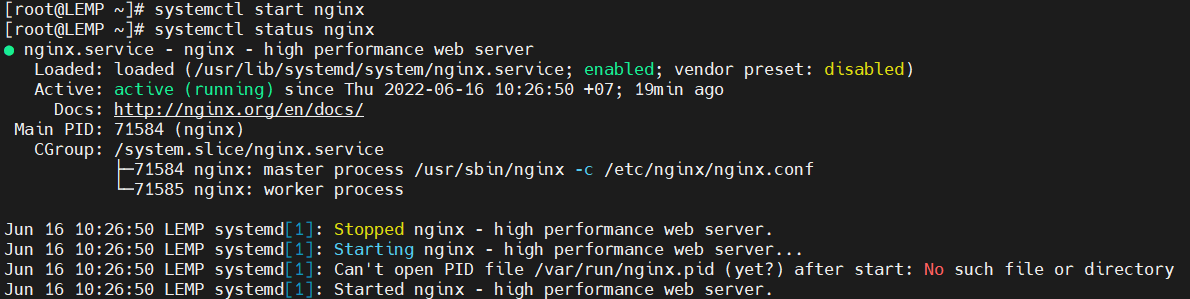 [root@LEMP ~]# systemctl start nginx
[root@LEMP ~]# systemctl status nginx
● nginx.service - nginx - high performance web server
   Loaded: loaded (/usr/lib/systemd/system/nginx.service; enabled; vendor preset: disabled)
   Active: active (running) since Thu 2022-06-16 10:26:50 +07; 19min ago
     Docs: http://nginx.org/en/docs/
 Main PID: 71584 (nginx)
   CGroup: /system.slice/nginx.service
           ├─71584 nginx: master process /usr/sbin/nginx -c /etc/nginx/nginx.conf
           └─71585 nginx: worker process

Jun 16 10:26:50 LEMP systemd[1]: Stopped nginx - high performance web server.
Jun 16 10:26:50 LEMP systemd[1]: Starting nginx - high performance web server...
Jun 16 10:26:50 LEMP systemd[1]: Can't open PID file /var/run/nginx.pid (yet?) after start: No such file or directory
Jun 16 10:26:50 LEMP systemd[1]: Started nginx - high performance web server.